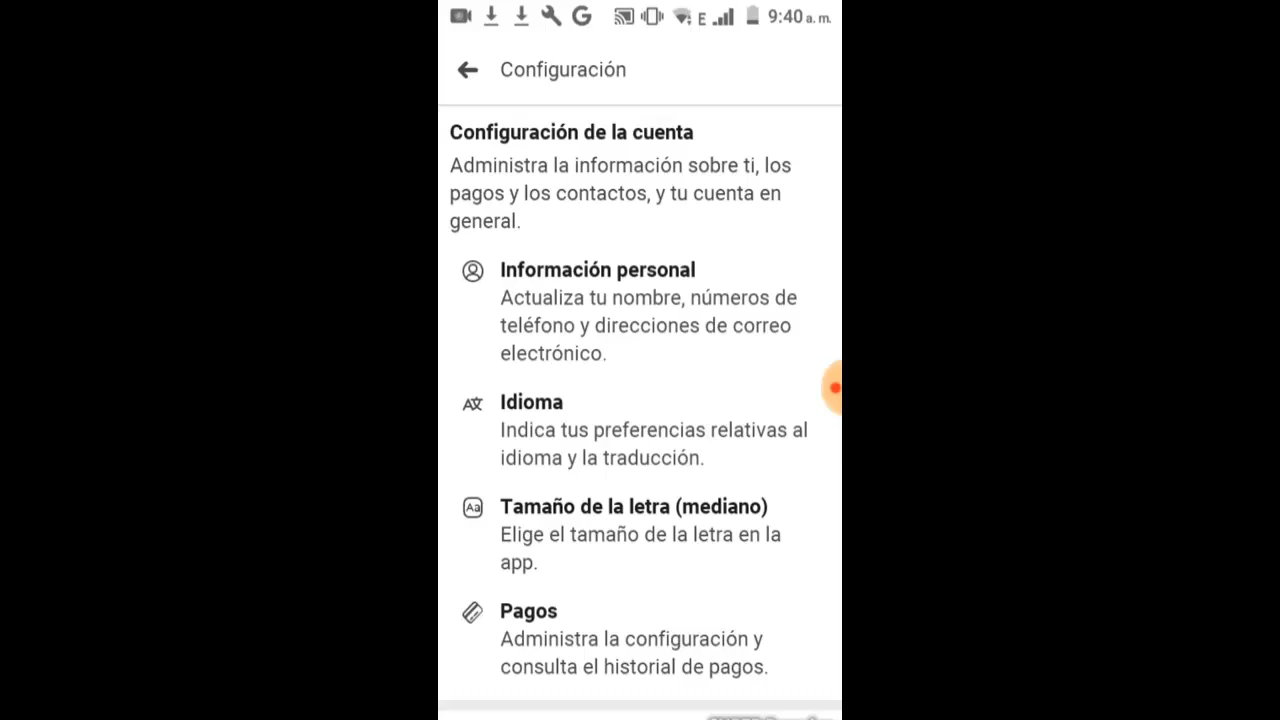 E 9:40 a. m.
Configuración
Configuración de la cuenta
Administra la información sobre ti, los
pagos y los contactos, y tu cuenta en
general.
Información personal
Actualiza tu nombre, números de
teléfono y direcciones de correo
electrónico.
Idioma
Indica tus preferencias relativas al
idioma y la traducción.
Aa
Tamaño de la letra (mediano)
Elige el tamaño de la letra en la
app.
Pagos
Administra la configuración y
consulta el historial de pagos.